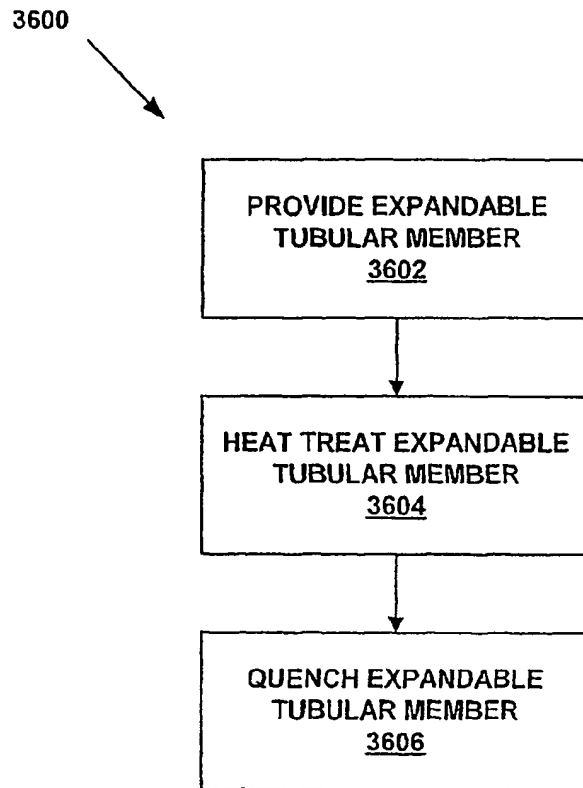 3600
PROVIDE EXPANDABLE
TUBULAR MEMBER
3602
HEAT TREAT EXPANDABLE
TUBULAR MEMBER
3604
QUENCH EXPANDABLE
TUBULAR MEMBER
3606